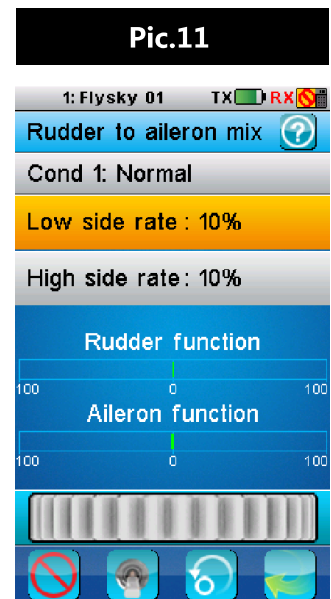 Pic.11
1: Flysky 01 TX RX
Rudder to aileron mix ?
Cond 1: Normal
Low side rate : 10%
High side rate: 10%
Rudder function
100 0 100
Aileron function
100 0 100